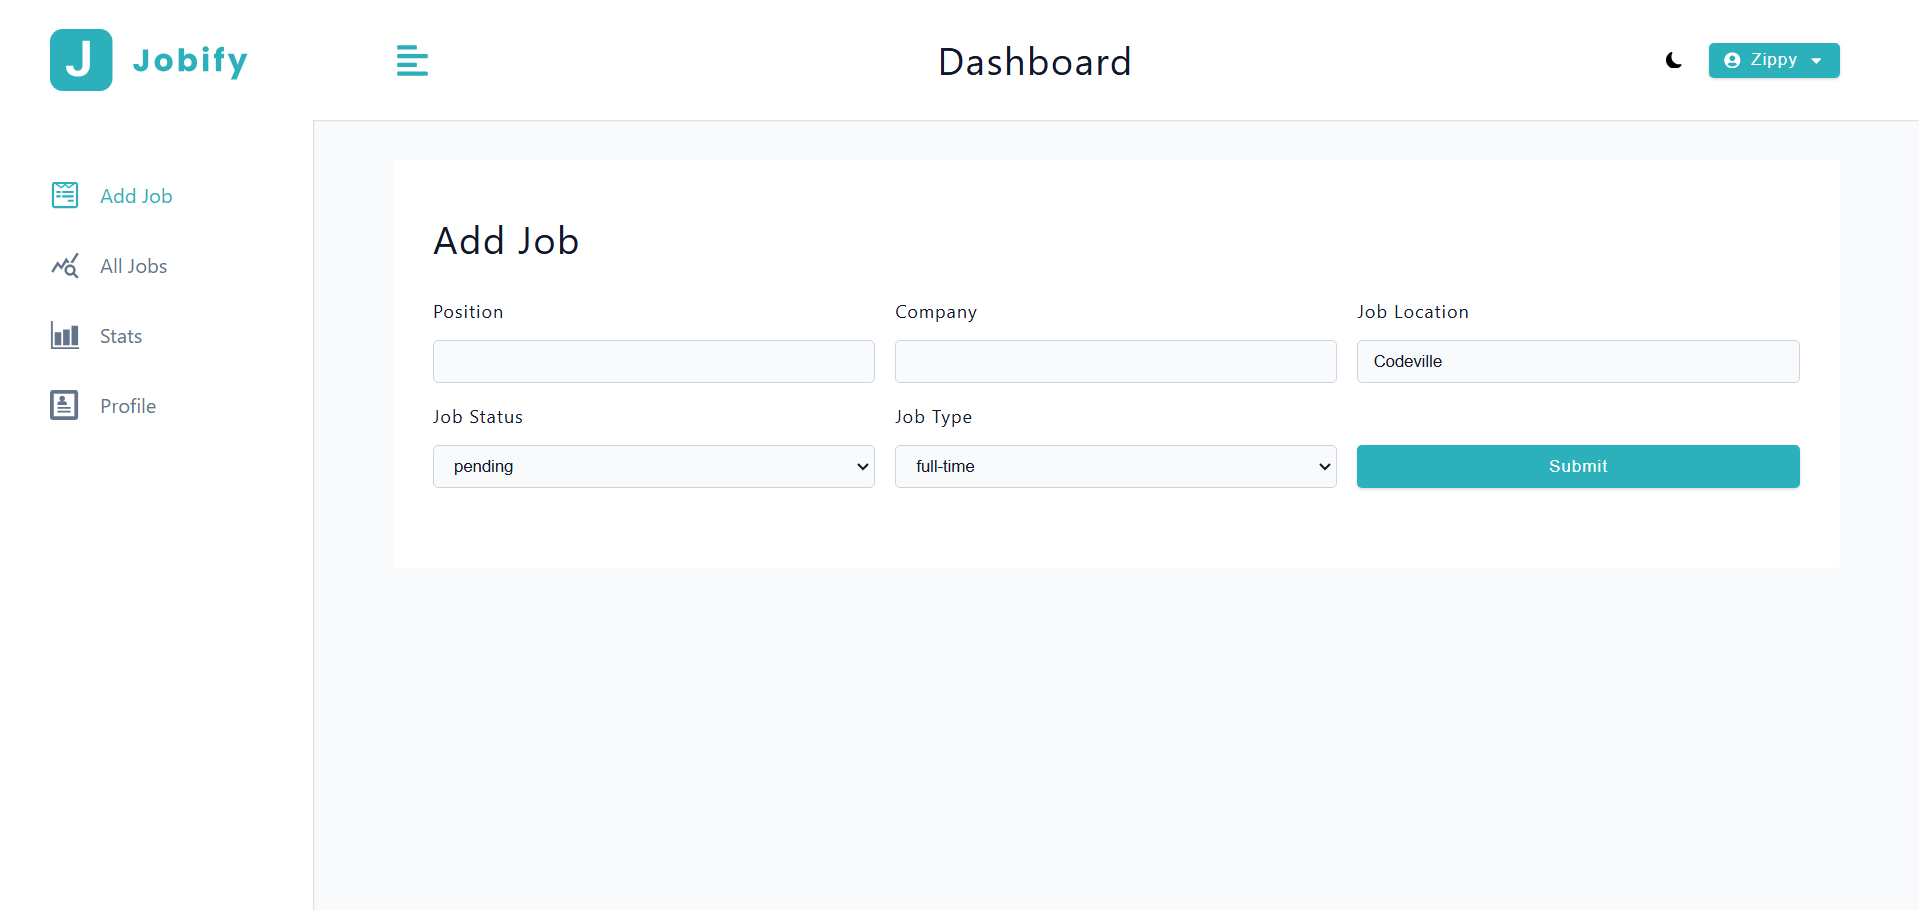 J Jobify
Dashboard
Zippy
Add Job
All Jobs
Stats
Profile
Add Job
Position
Company
Job Location
Codeville
Job Status
Job Type
pending
full-time
Submit